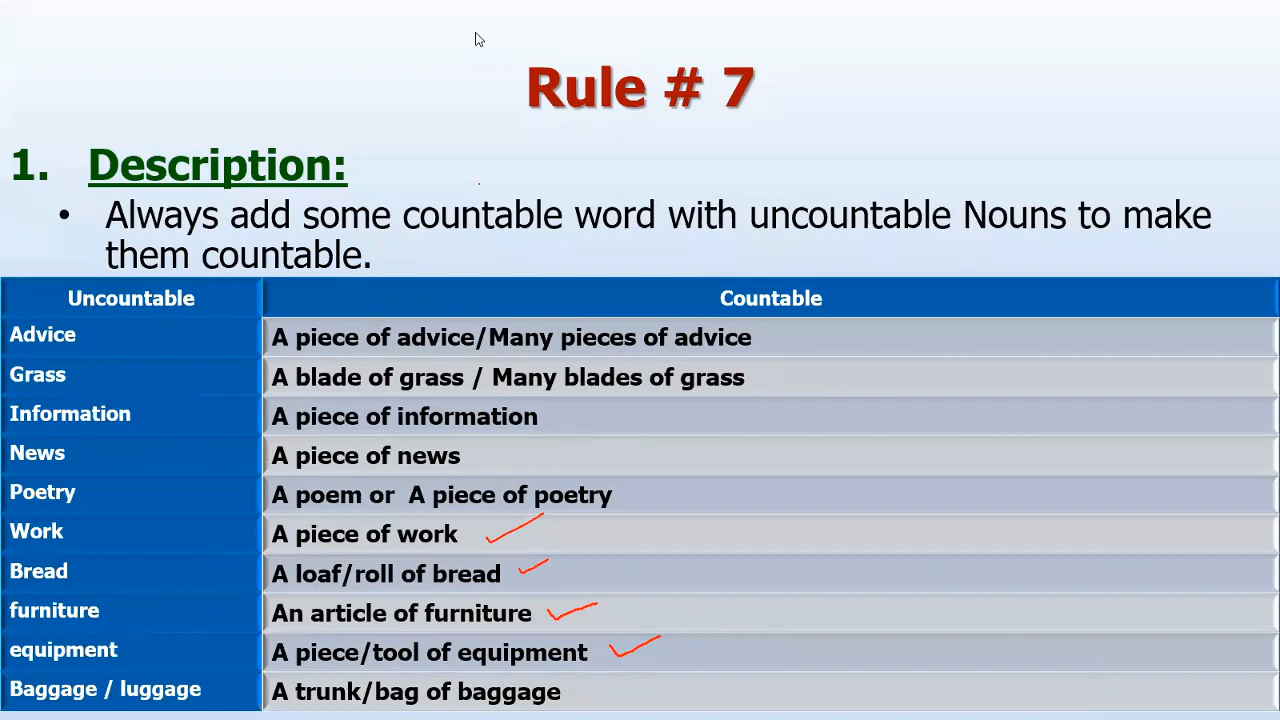 Rule # 7
1. Description:
• Always add some countable word with uncountable Nouns to make
them countable.
Uncountable Countable
Advice A piece of advice/Many pieces of advice
Grass A blade of grass / Many blades of grass
Information A piece of information
News A piece of news
Poetry A poem or A piece of poetry
Work A piece of work
Bread A loaf/roll of bread
furniture An article of furniture
equipment A piece/tool of equipment
Baggage / luggage A trunk/bag of baggage